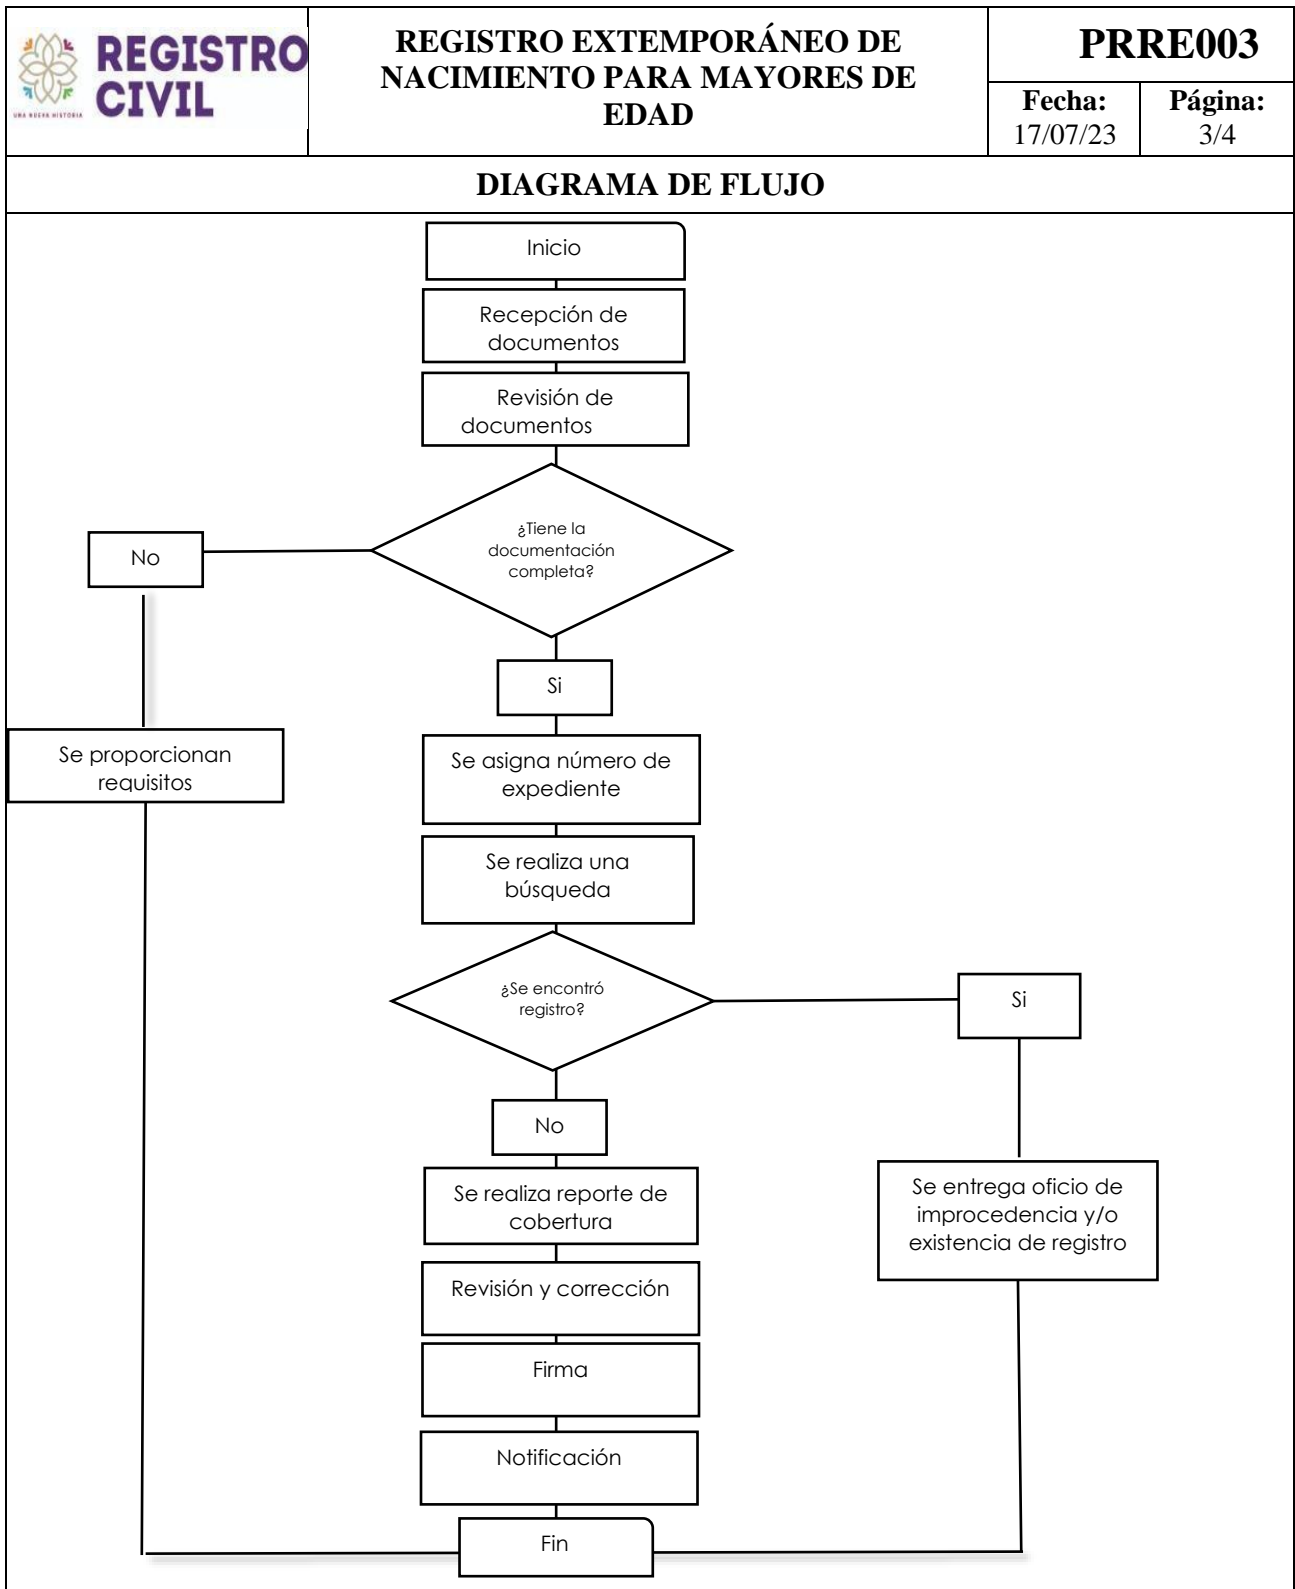 REGISTRO
CIVIL
UNA NUEVA HISTORIA
REGISTRO EXTEMPORÁNEO DE
NACIMIENTO PARA MAYORES DE
EDAD
PRRE003
Fecha:
17/07/23
Página:
3/4
DIAGRAMA DE FLUJO
Inicio
Recepción de
documentos
Revisión de
documentos
¿Tiene la
documentación
completa?
No
Si
Se proporcionan
requisitos
Se asigna número de
expediente
Se realiza una
búsqueda
¿Se encontró
registro?
Si
No
Se realiza reporte de
cobertura
Se entrega oficio de
improcedencia y/o
existencia de registro
Revisión y corrección
Firma
Notificación
Fin